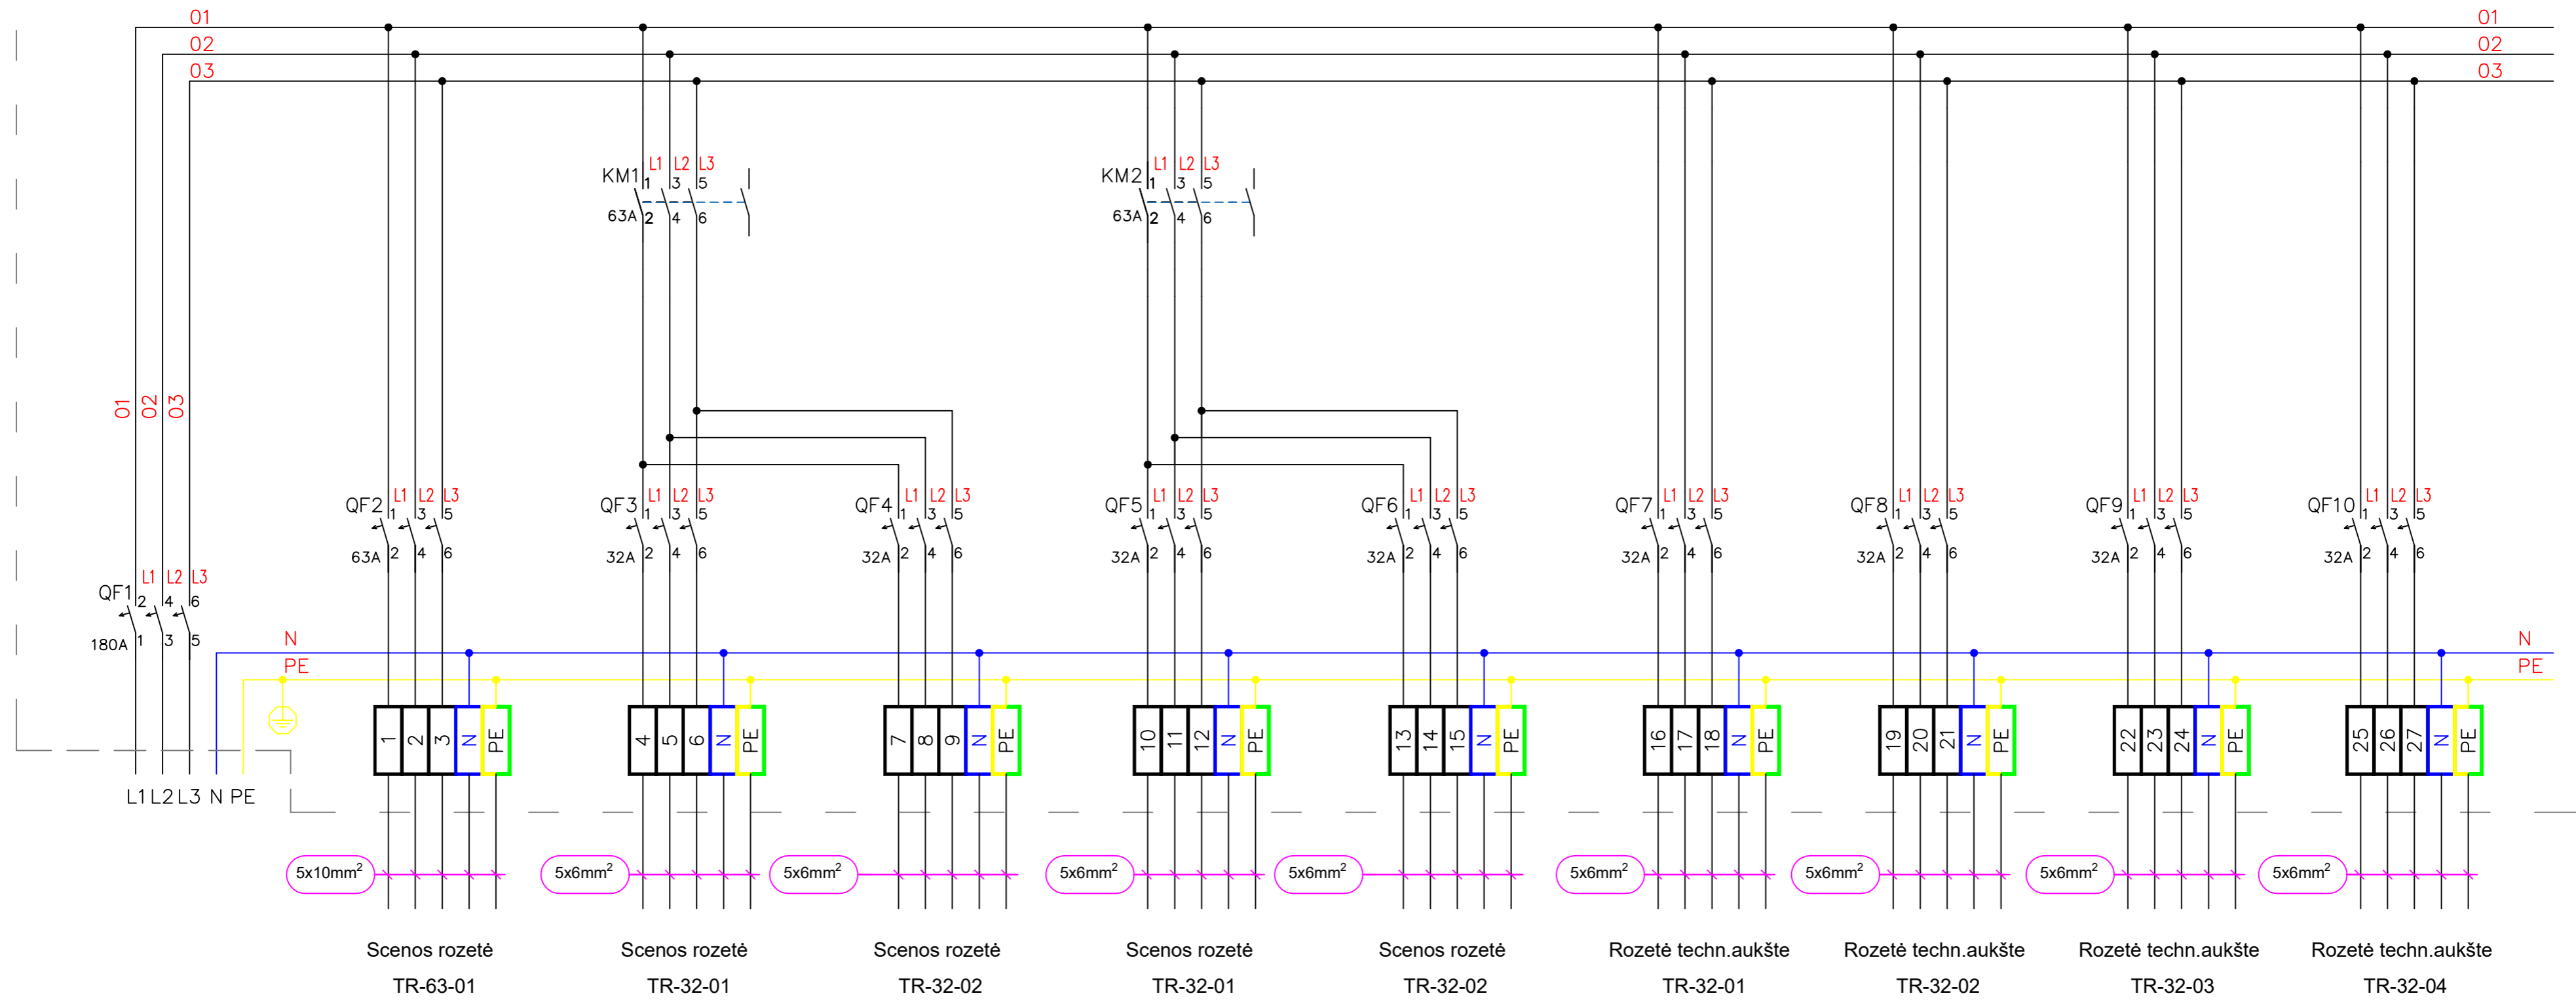 01 01
02 02
03 03
L1 L2 L3 L1 L2 L3
KM1 1 3 5 KM2 1 3 5
63A 2 4 6 63A 2 4 6
01 02 03
L1 L2 L3 L1 L2 L3 L1 L2 L3 L1 L2 L3 L1 L2 L3 L1 L2 L3 L1 L2 L3 L1 L2 L3 L1 L2 L3
QF2 1 3 5 QF3 1 3 5 QF4 1 3 5 QF5 1 3 5 QF6 1 3 5 QF7 1 3 5 QF8 1 3 5 QF9 1 3 5 QF10 1 3 5
63A 2 4 6 32A 2 4 6 32A 2 4 6 32A 2 4 6 32A 2 4 6 32A 2 4 6 32A 2 4 6 32A 2 4 6 32A 2 4 6
L1 L2 L3
QF1 2 4 6
180A 1 3 5
N N
PE PE
1 2 3 N PE 4 5 6 N PE 7 8 9 N PE 10 11 12 N PE 13 14 15 N PE 16 17 18 N PE 19 20 21 N PE 22 23 24 N PE 25 26 27 N PE
L1 L2 L3 N PE
5x10mm² 5x6mm² 5x6mm² 5x6mm² 5x6mm² 5x6mm² 5x6mm² 5x6mm² 5x6mm²
Scenos rozetė Scenos rozetė Scenos rozetė Scenos rozetė Scenos rozetė Rozetė techn.aukšte Rozetė techn.aukšte Rozetė techn.aukšte Rozetė techn.aukšte
TR-63-01 TR-32-01 TR-32-02 TR-32-01 TR-32-02 TR-32-01 TR-32-02 TR-32-03 TR-32-04